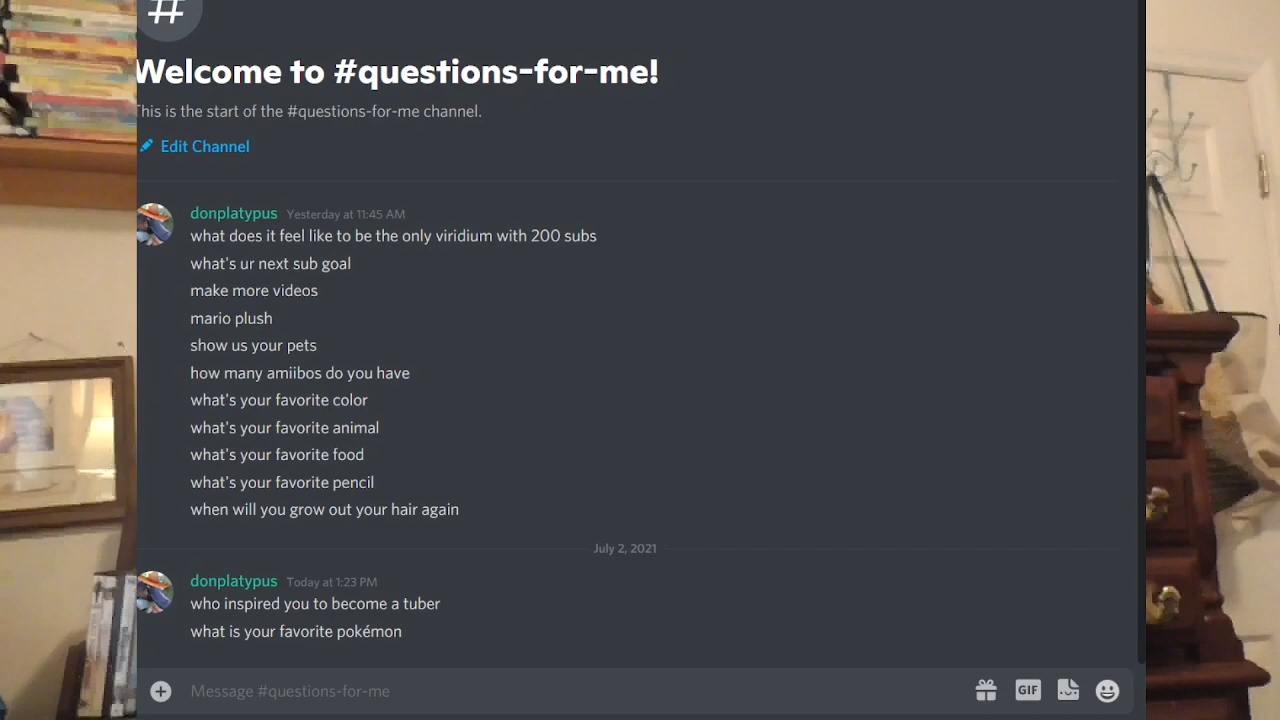 #
Welcome to #questions-for-me!
This is the start of the #questions-for-me channel.
Edit Channel
donplatypus Yesterday at 11:45 AM
what does it feel like to be the only viridium with 200 subs
what's ur next sub goal
make more videos
mario plush
show us your pets
how many amiibos do you have
what's your favorite color
what's your favorite animal
what's your favorite food
what's your favorite pencil
when will you grow out your hair again
July 2, 2021
donplatypus Today at 1:23 PM
who inspired you to become a tuber
what is your favorite pokémon
Message #questions-for-me
GIF